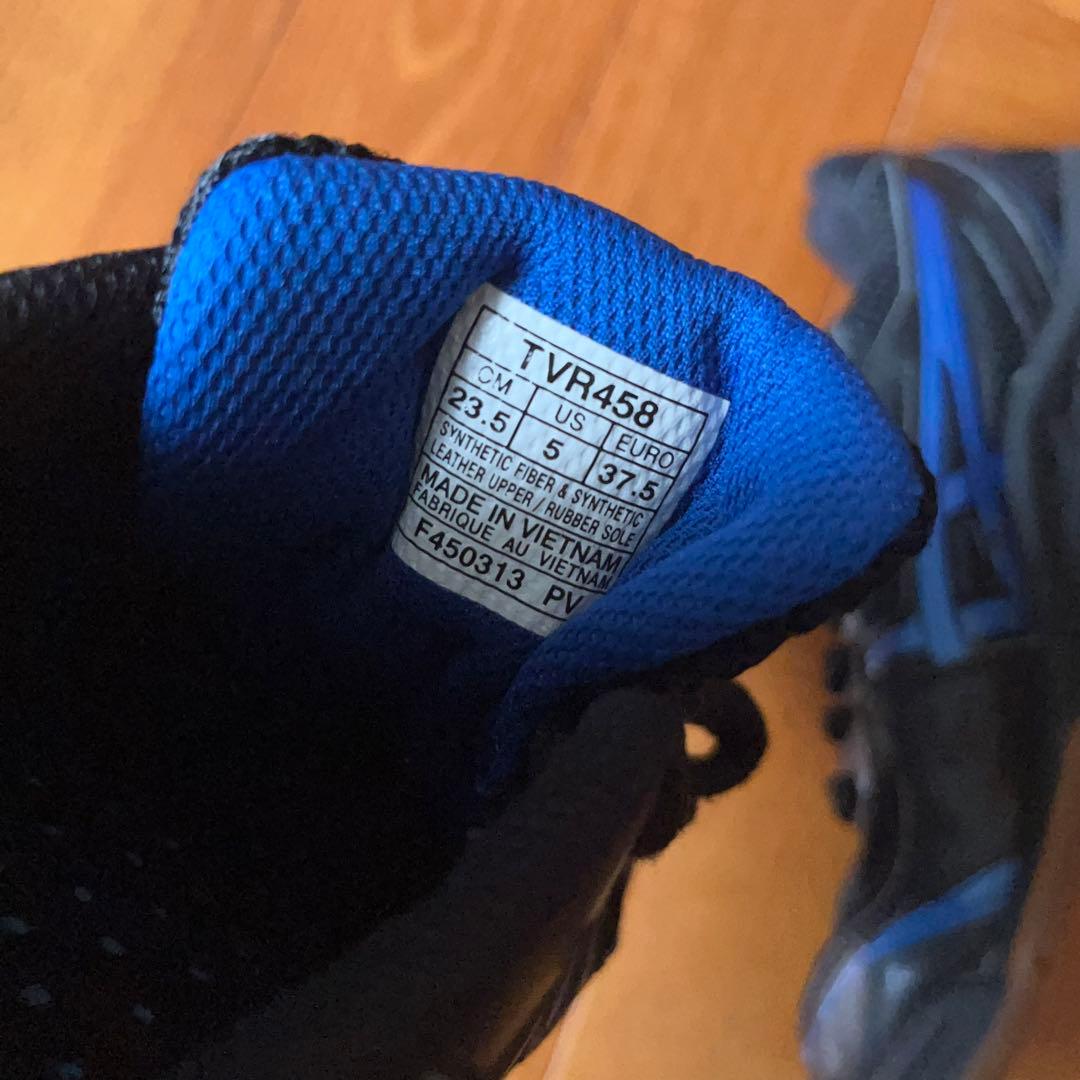 TVR458
CM US EURO
23.5 5 37.5
SYNTHETIC FIBER & SYNTHETIC
LEATHER UPPER / RUBBER SOLE
MADE IN VIETNAM
FABRIQUE AU VIETNAM
F450313 PV